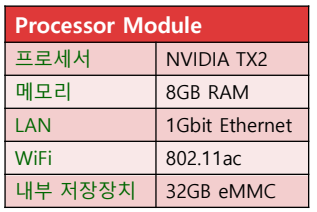 Processor Module
프로세서 NVIDIA TX2
메모리 8GB RAM
LAN 1Gbit Ethernet
WiFi 802.11ac
내부 저장장치 32GB eMMC